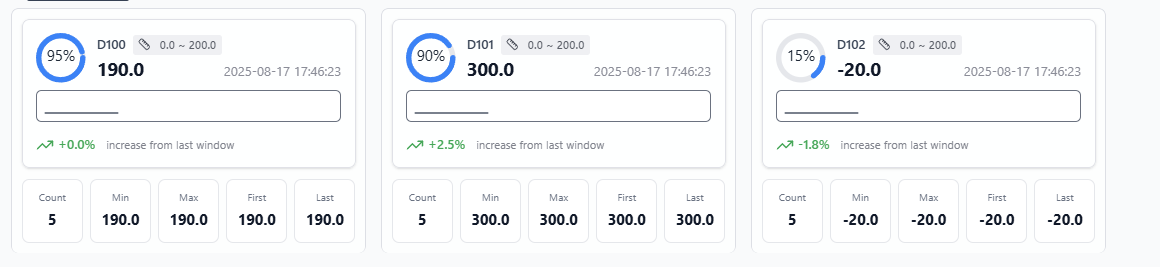 95%
D100 0.0 ~ 200.0
190.0 2025-08-17 17:46:23
+0.0% increase from last window
Count Min Max First Last
5 190.0 190.0 190.0 190.0
90%
D101 0.0 ~ 200.0
300.0 2025-08-17 17:46:23
+2.5% increase from last window
Count Min Max First Last
5 300.0 300.0 300.0 300.0
15%
D102 0.0 ~ 200.0
-20.0 2025-08-17 17:46:23
-1.8% increase from last window
Count Min Max First Last
5 -20.0 -20.0 -20.0 -20.0